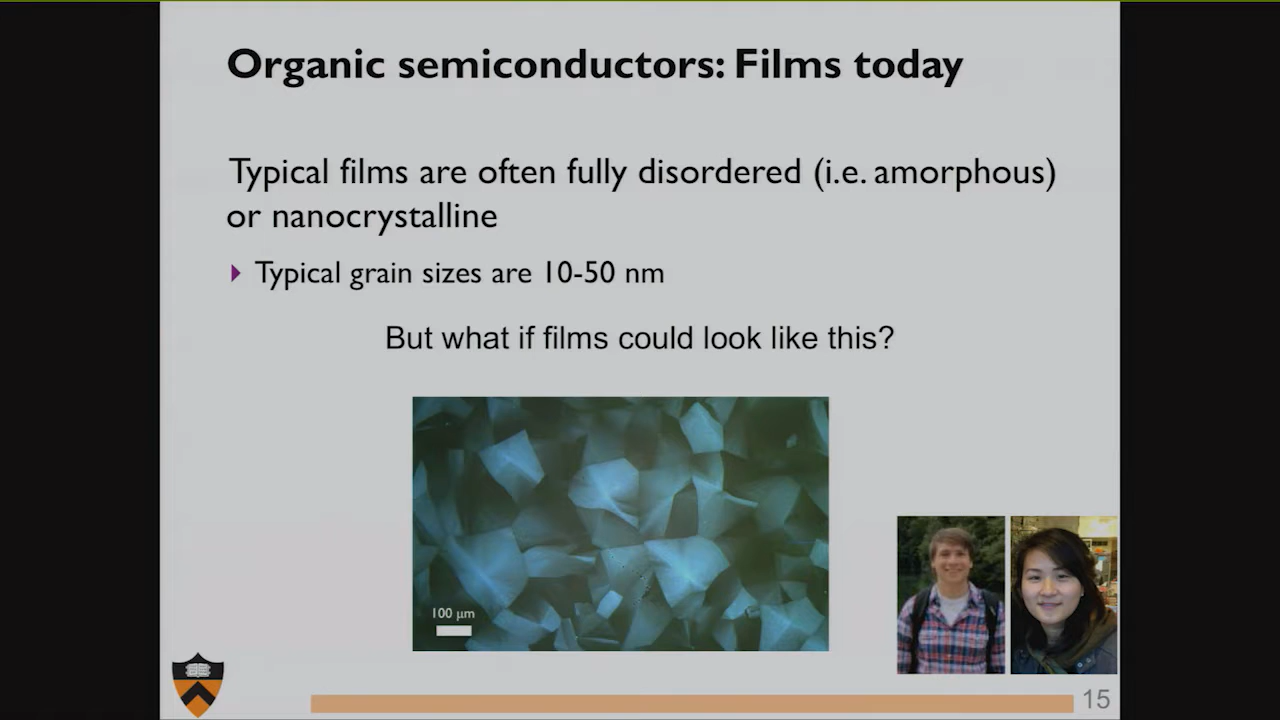 Organic semiconductors: Films today
Typical films are often fully disordered (i.e. amorphous)
or nanocrystalline
Typical grain sizes are 10-50 nm
But what if films could look like this?
100 μm
15